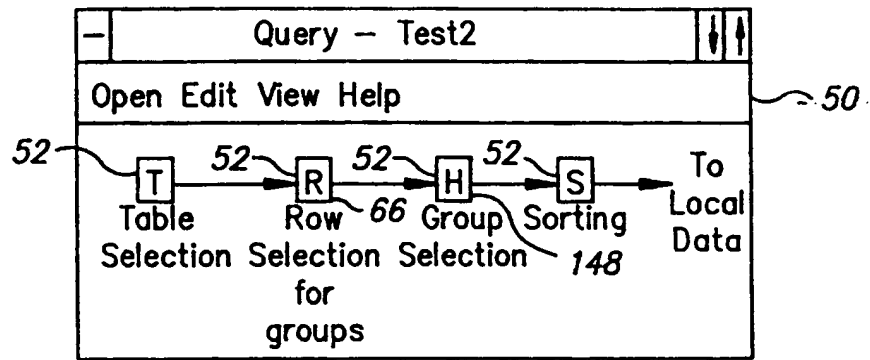 Query – Test2
Open Edit View Help
50
52 52 52 52
T R H S To
Table Row 66 Group Sorting Local
Selection Selection Selection 148 Data
for
groups